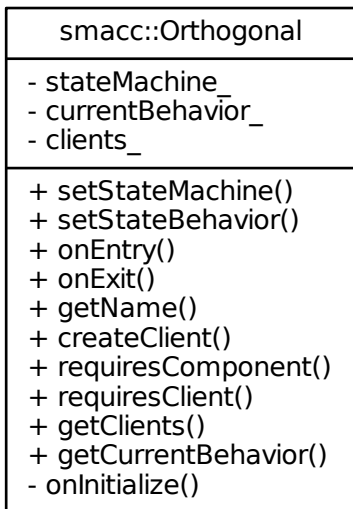 smacc::Orthogonal
- stateMachine_
- currentBehavior_
- clients_
+ setStateMachine()
+ setStateBehavior()
+ onEntry()
+ onExit()
+ getName()
+ createClient()
+ requiresComponent()
+ requiresClient()
+ getClients()
+ getCurrentBehavior()
- onInitialize()